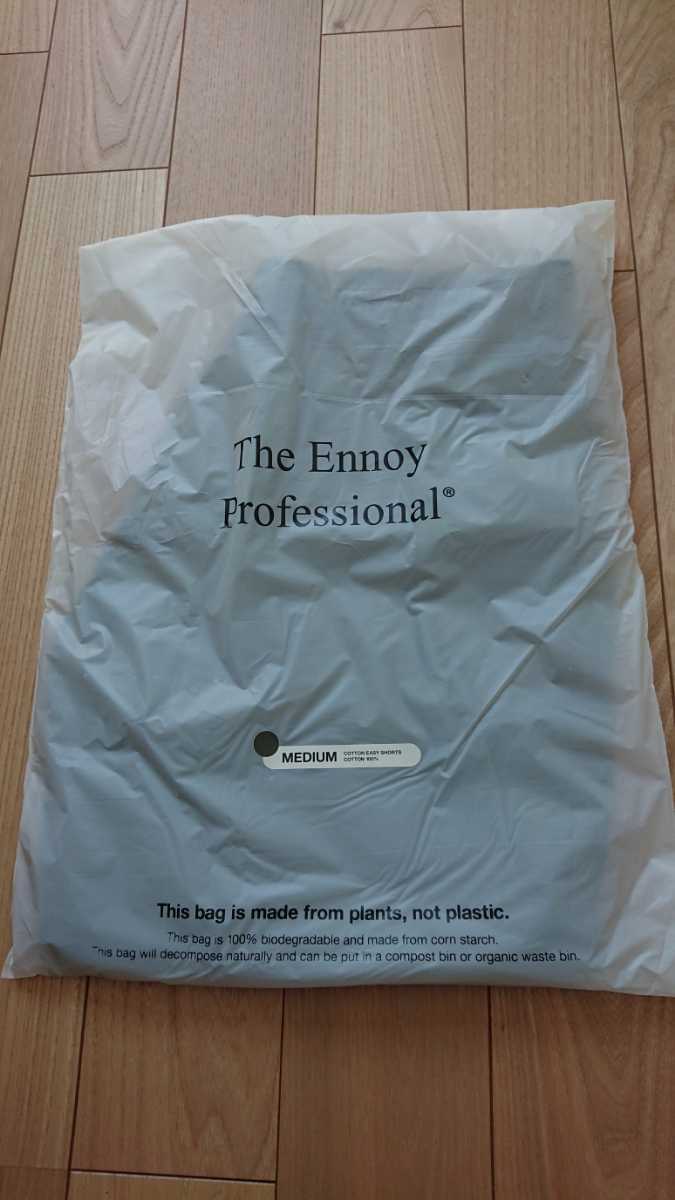 The Ennoy
Professional®
MEDIUM
COTTON EASY SHORTS
COTTON 100%
This bag is made from plants, not plastic.
This bag is 100% biodegradable and made from corn starch.
This bag will decompose naturally and can be put in a compost bin or organic waste bin.